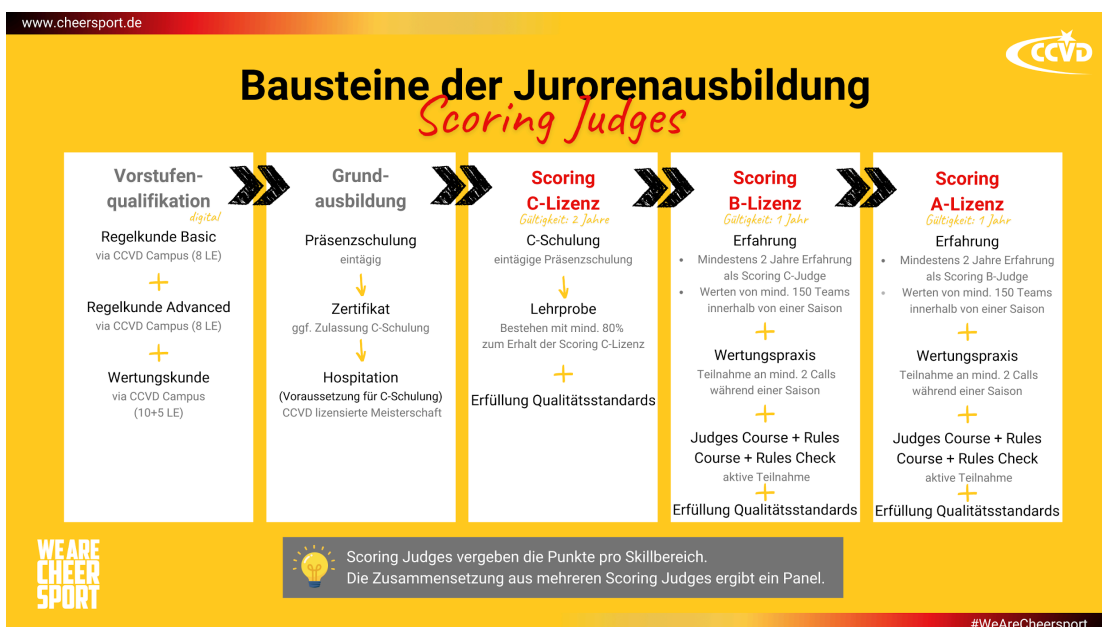 www.cheersport.de
CCVD
Bausteine der Jurorenausbildung
Scoring Judges
Vorstufen-
qualifikation
digital
Regelkunde Basic
via CCVD Campus (8 LE)
+
Regelkunde Advanced
via CCVD Campus (8 LE)
+
Wertungskunde
via CCVD Campus
(10+5 LE)
Grund-
ausbildung
Präsenzschulung
eintägig
Zertifikat
ggf. Zulassung C-Schulung
Hospitation
(Voraussetzung für C-Schulung)
CCVD lizensierte Meisterschaft
Scoring
C-Lizenz
Gültigkeit: 2 Jahre
C-Schulung
eintägige Präsenzschulung
Lehrprobe
Bestehen mit mind. 80%
zum Erhalt der Scoring C-Lizenz
+
Erfüllung Qualitätsstandards
Scoring
B-Lizenz
Gültigkeit: 1 Jahr
Erfahrung
• Mindestens 2 Jahre Erfahrung
als Scoring C-Judge
• Werten von mind. 150 Teams
innerhalb von einer Saison
+
Wertungspraxis
Teilnahme an mind. 2 Calls
während einer Saison
+
Judges Course + Rules
Course + Rules Check
aktive Teilnahme
+
Erfüllung Qualitätsstandards
Scoring
A-Lizenz
Gültigkeit: 1 Jahr
Erfahrung
• Mindestens 2 Jahre Erfahrung
als Scoring B-Judge
• Werten von mind. 150 Teams
innerhalb von einer Saison
+
Wertungspraxis
Teilnahme an mind. 2 Calls
während einer Saison
+
Judges Course + Rules
Course + Rules Check
aktive Teilnahme
+
Erfüllung Qualitätsstandards
WE ARE
CHEER
SPORT
Scoring Judges vergeben die Punkte pro Skillbereich.
Die Zusammensetzung aus mehreren Scoring Judges ergibt ein Panel.
#WeAreCheersport